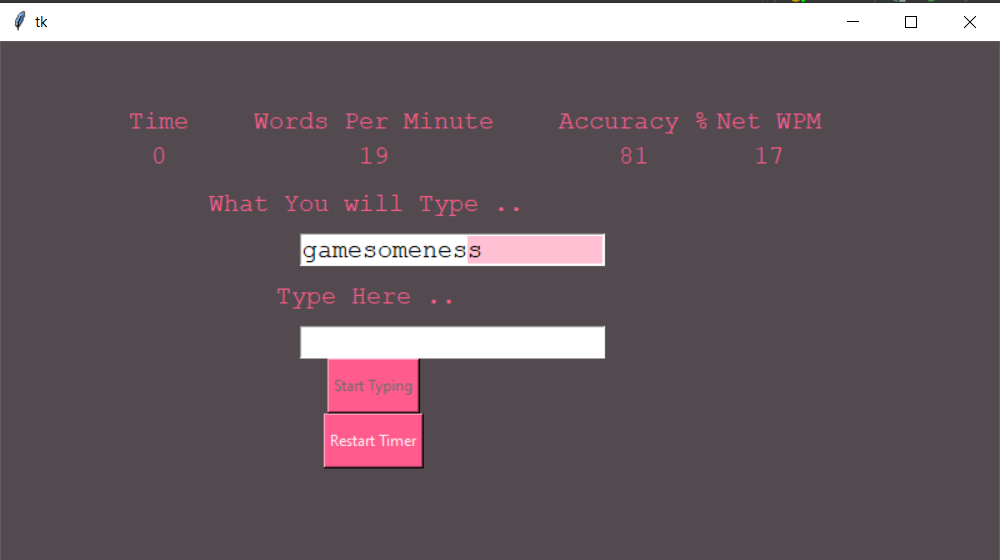 tk
Time Words Per Minute Accuracy % Net WPM
0 19 81 17
What You will Type ..
gamesomeness
Type Here ..
Start Typing
Restart Timer